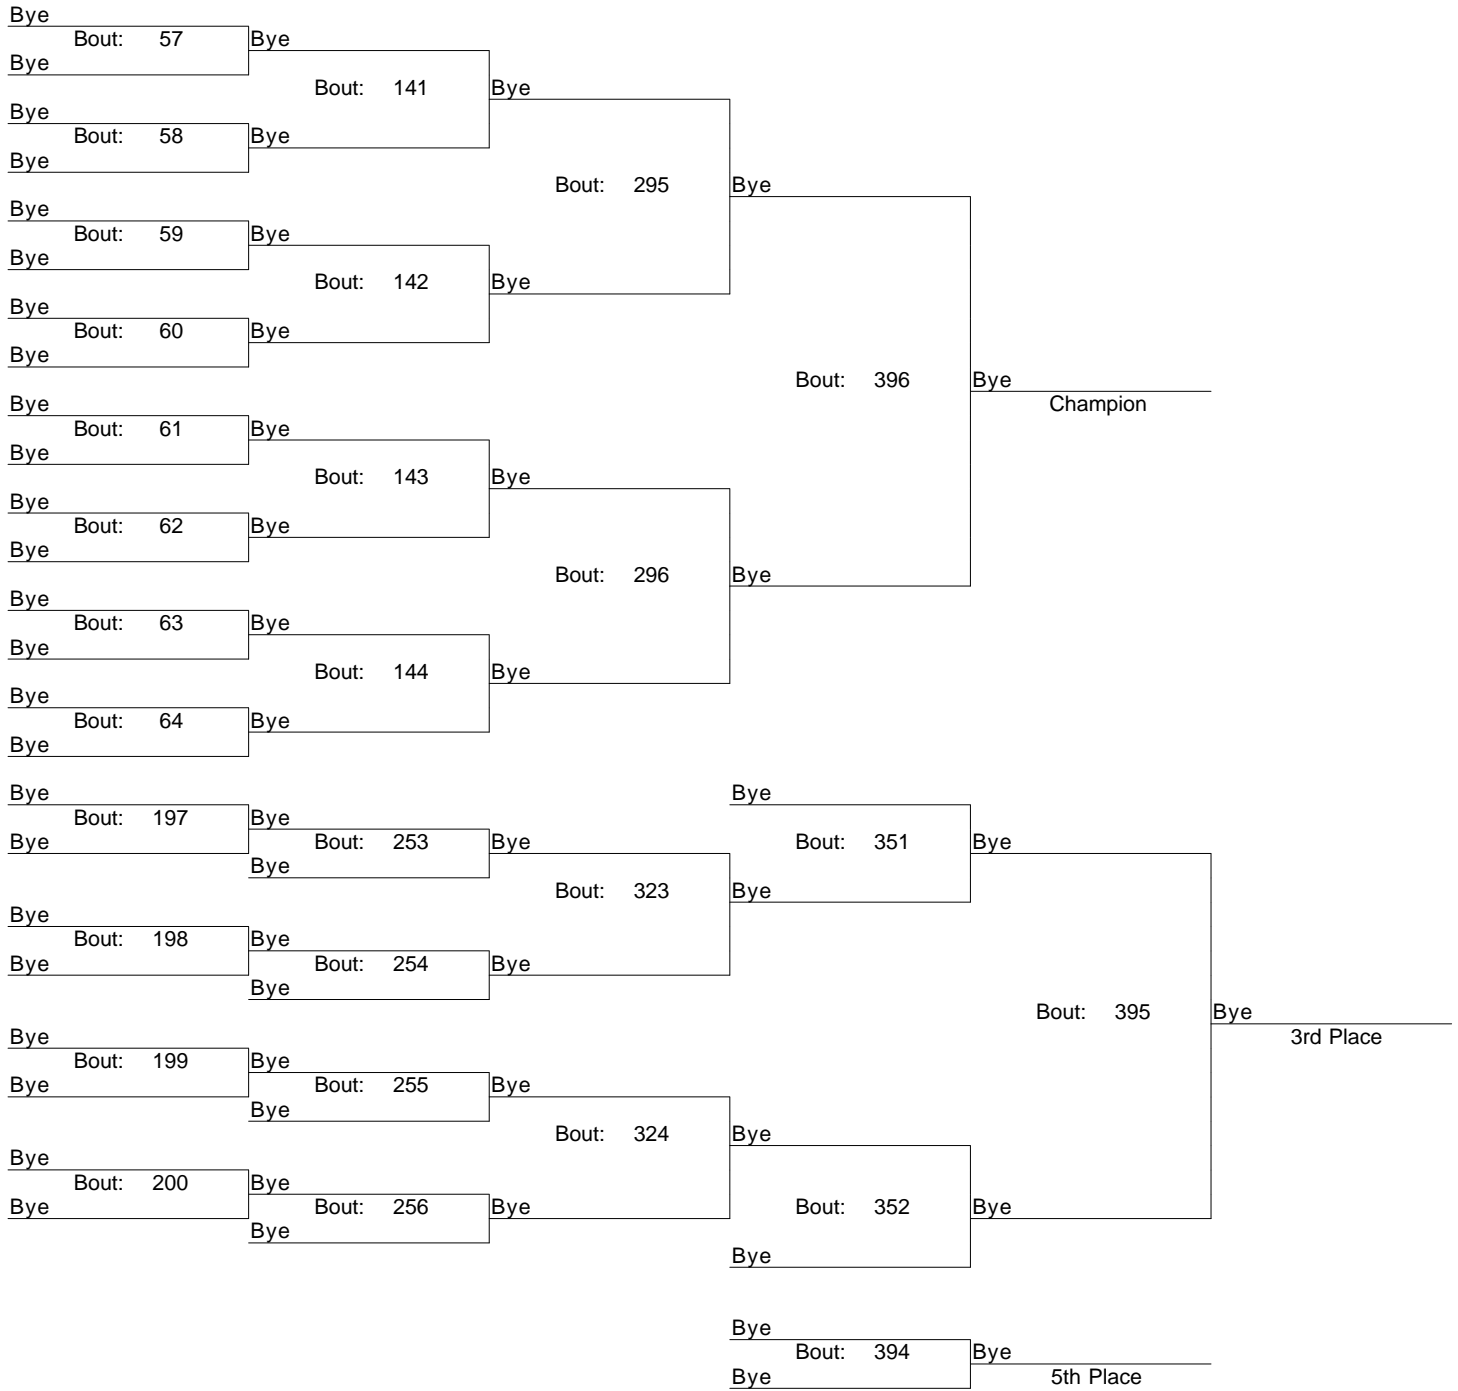 Bye
Bout: 57 Bye
Bye
Bout: 141 Bye
Bye
Bout: 58 Bye
Bye
Bout: 295 Bye
Bye
Bout: 59 Bye
Bye
Bout: 142 Bye
Bye
Bout: 60 Bye
Bye
Bout: 396 Bye
Champion
Bye
Bout: 61 Bye
Bye
Bout: 143 Bye
Bye
Bout: 62 Bye
Bye
Bout: 296 Bye
Bye
Bout: 63 Bye
Bye
Bout: 144 Bye
Bye
Bout: 64 Bye
Bye
Bye Bye
Bout: 197 Bye
Bye Bout: 253 Bye Bout: 351 Bye
Bye
Bout: 323 Bye
Bye
Bout: 198 Bye
Bye Bout: 254 Bye
Bye
Bout: 395 Bye
3rd Place
Bye
Bout: 199 Bye
Bye Bout: 255 Bye
Bye
Bout: 324 Bye
Bye
Bout: 200 Bye
Bye Bout: 256 Bye Bout: 352 Bye
Bye
Bye
Bye
Bout: 394 Bye
Bye 5th Place